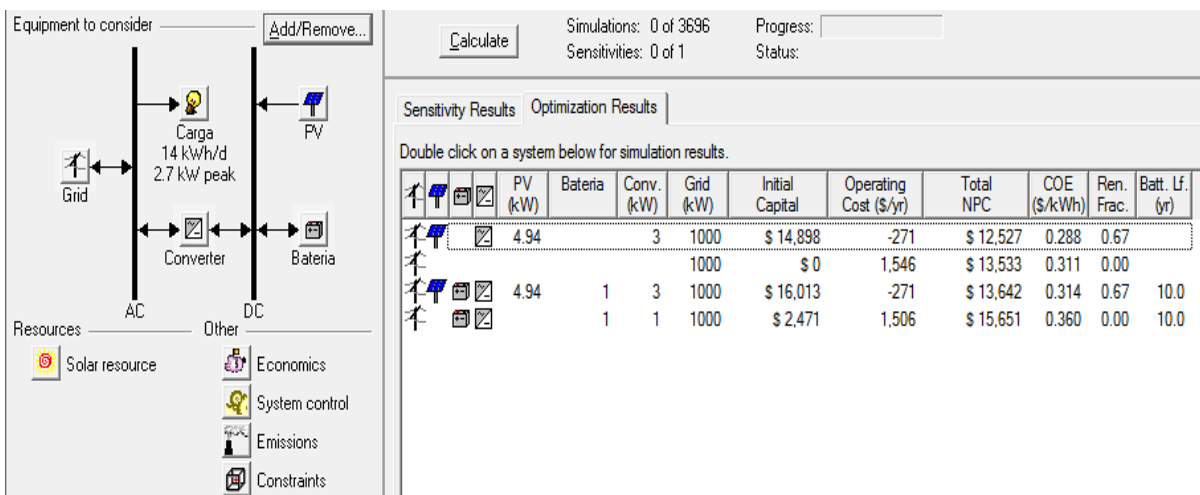 Equipment to consider
Add/Remove...
Carga
14 kWh/d
2.7 kW peak
PV
Grid
Converter
Bateria
AC
DC
Resources
Other
Solar resource
Economics
System control
Emissions
Constraints
Calculate
Simulations: 0 of 3696
Progress:
Sensitivities: 0 of 1
Status:
Sensitivity Results
Optimization Results
Double click on a system below for simulation results.
PV (kW) Bateria Conv. (kW) Grid (kW) Initial Capital Operating Cost ($/yr) Total NPC COE ($/kWh) Ren. Frac. Batt. Lf. (yr)
4.94 3 1000 $ 14,898 -271 $ 12,527 0.288 0.67
1000 $ 0 1,546 $ 13,533 0.311 0.00
4.94 1 3 1000 $ 16,013 -271 $ 13,642 0.314 0.67 10.0
1 1 1000 $ 2,471 1,506 $ 15,651 0.360 0.00 10.0